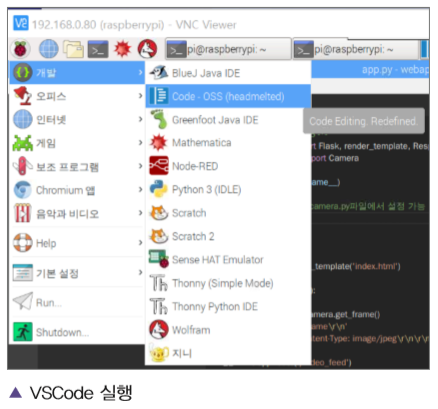 192.168.0.80 (raspberrypi) - VNC Viewer
pi@raspberrypi: ~
pi@raspberrypi: ~
app.py - webap
개발
오피스
인터넷
게임
보조 프로그램
Chromium 앱
음악과 비디오
Help
기본 설정
Run...
Shutdown...
BlueJ Java IDE
Code - OSS (headmelted)
Greenfoot Java IDE
Mathematica
Node-RED
Python 3 (IDLE)
Scratch
Scratch 2
Sense HAT Emulator
Thonny (Simple Mode)
Thonny Python IDE
Wolfram
지니
Code Editing. Redefined.
rt Flask, render_template, Res
port Camera
ame__)
camera.py파일에서 설정 가능
_template('index.html')
):
amera.get_frame()
ame\r\n'
tent-Type: image/jpeg\r\n\r\n
ideo_feed')
▲ VSCode 실행